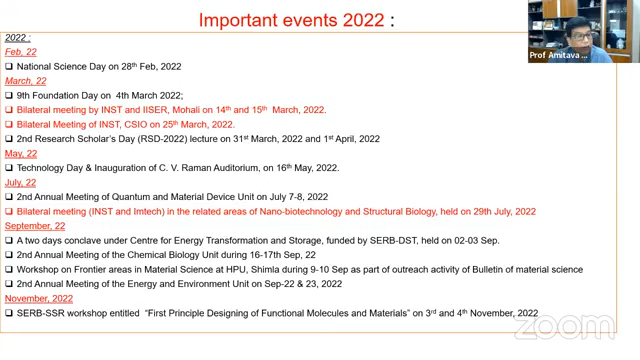 Important events 2022 :
Prof Amitava ...
2022 :
Feb, 22
❑ National Science Day on 28th Feb, 2022
March, 22
❑ 9th Foundation Day on 4th March 2022;
❑ Bilateral meeting by INST and IISER, Mohali on 14th and 15th March, 2022.
❑ Bilateral Meeting of INST, CSIO on 25th March, 2022.
❑ 2nd Research Scholar's Day (RSD-2022) lecture on 31st March, 2022 and 1st April, 2022
May, 22
❑ Technology Day & Inauguration of C. V. Raman Auditorium, on 16th May, 2022.
July, 22
❑ 2nd Annual Meeting of Quantum and Material Device Unit on July 7-8, 2022
❑ Bilateral meeting (INST and Imtech) in the related areas of Nano-biotechnology and Structural Biology, held on 29th July, 2022
September, 22
❑ A two days conclave under Centre for Energy Transformation and Storage, funded by SERB-DST, held on 02-03 Sep.
❑ 2nd Annual Meeting of the Chemical Biology Unit during 16-17th Sep, 22
❑ Workshop on Frontier areas in Material Science at HPU, Shimla during 9-10 Sep as part of outreach activity of Bulletin of material science
❑ 2nd Annual Meeting of the Energy and Environment Unit on Sep-22 & 23, 2022
November, 2022
❑ SERB-SSR workshop entitled “First Principle Designing of Functional Molecules and Materials” on 3rd and 4th November, 2022
zoom